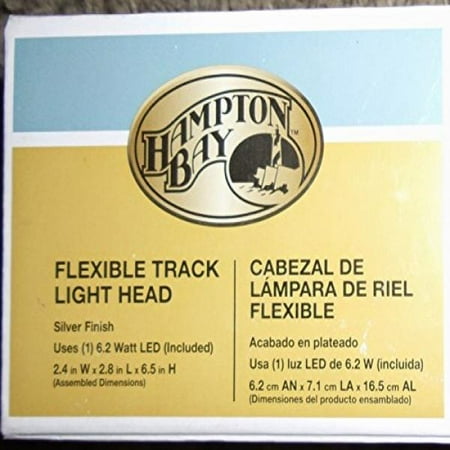 HAMPTON
BAY™
FLEXIBLE TRACK
LIGHT HEAD
Silver Finish
Uses (1) 6.2 Watt LED (Included)
2.4 in W x 2.8 in L x 6.5 in H
(Assembled Dimensions)
CABEZAL DE
LÁMPARA DE RIEL
FLEXIBLE
Acabado en plateado
Usa (1) luz LED de 6.2 W (incluida)
6.2 cm AN x 7.1 cm LA x 16.5 cm AL
(Dimensiones del producto ensamblado)